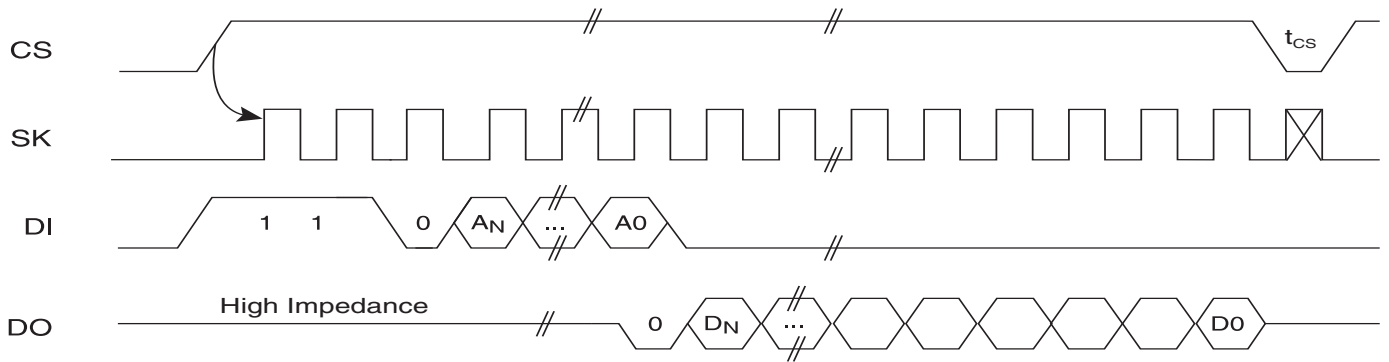 CS tCS
SK
DI 1 1 0 AN ... A0
High Impedance
DO 0 DN ... D0